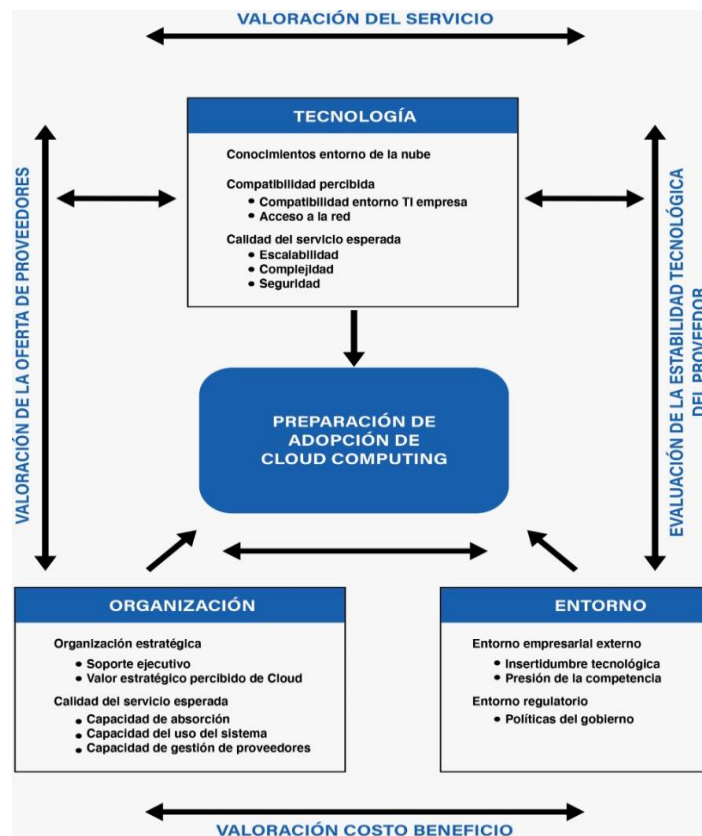 VALORACIÓN DEL SERVICIO
TECNOLOGÍA
Conocimientos entorno de la nube
Compatibilidad percibida
• Compatibilidad entorno TI empresa
• Acceso a la red
Calidad del servicio esperada
• Escalabilidad
• Complejidad
• Seguridad
VALORACIÓN DE LA OFERTA DE PROVEEDORES
EVALUACIÓN DE LA ESTABILIDAD TECNOLÓGICA
DEL PROVEEDOR
PREPARACIÓN DE
ADOPCIÓN DE
CLOUD COMPUTING
ORGANIZACIÓN
Organización estratégica
• Soporte ejecutivo
• Valor estratégico percibido de Cloud
Calidad del servicio esperada
• Capacidad de absorción
• Capacidad del uso del sistema
• Capacidad de gestión de proveedores
ENTORNO
Entorno empresarial externo
• Insertidumbre tecnológica
• Presión de la competencia
Entorno regulatorio
• Políticas del gobierno
VALORACIÓN COSTO BENEFICIO